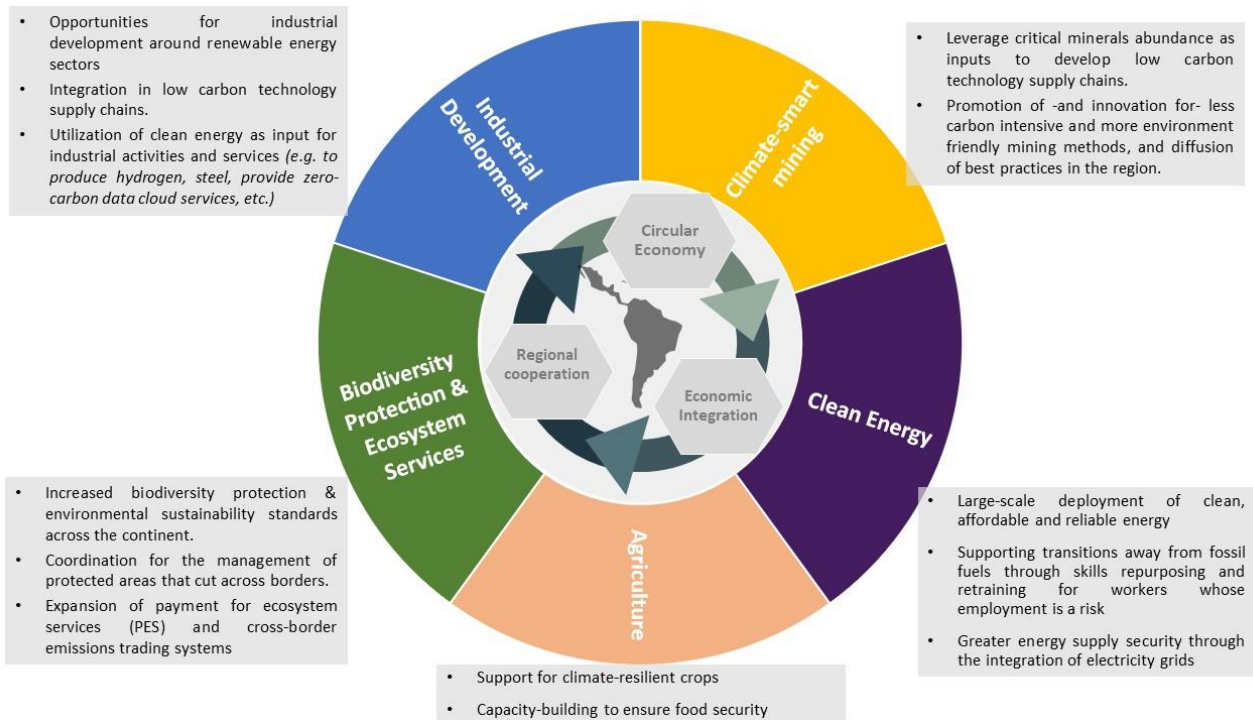 • Opportunities for industrial
development around renewable energy
sectors
• Integration in low carbon technology
supply chains.
• Utilization of clean energy as input for
industrial activities and services (e.g. to
produce hydrogen, steel, provide zero-
carbon data cloud services, etc.)
Industrial
Development
Climate-smart
mining
• Leverage critical minerals abundance as
inputs to develop low carbon
technology supply chains.
• Promotion of -and innovation for- less
carbon intensive and more environment
friendly mining methods, and diffusion
of best practices in the region.
Circular
Economy
Regional
cooperation
Economic
Integration
Biodiversity
Protection &
Ecosystem
Services
Clean Energy
Agriculture
• Increased biodiversity protection &
environmental sustainability standards
across the continent.
• Coordination for the management of
protected areas that cut across borders.
• Expansion of payment for ecosystem
services (PES) and cross-border
emissions trading systems
• Large-scale deployment of clean,
affordable and reliable energy
• Supporting transitions away from fossil
fuels through skills repurposing and
retraining for workers whose
employment is a risk
• Greater energy supply security through
the integration of electricity grids
• Support for climate-resilient crops
• Capacity-building to ensure food security